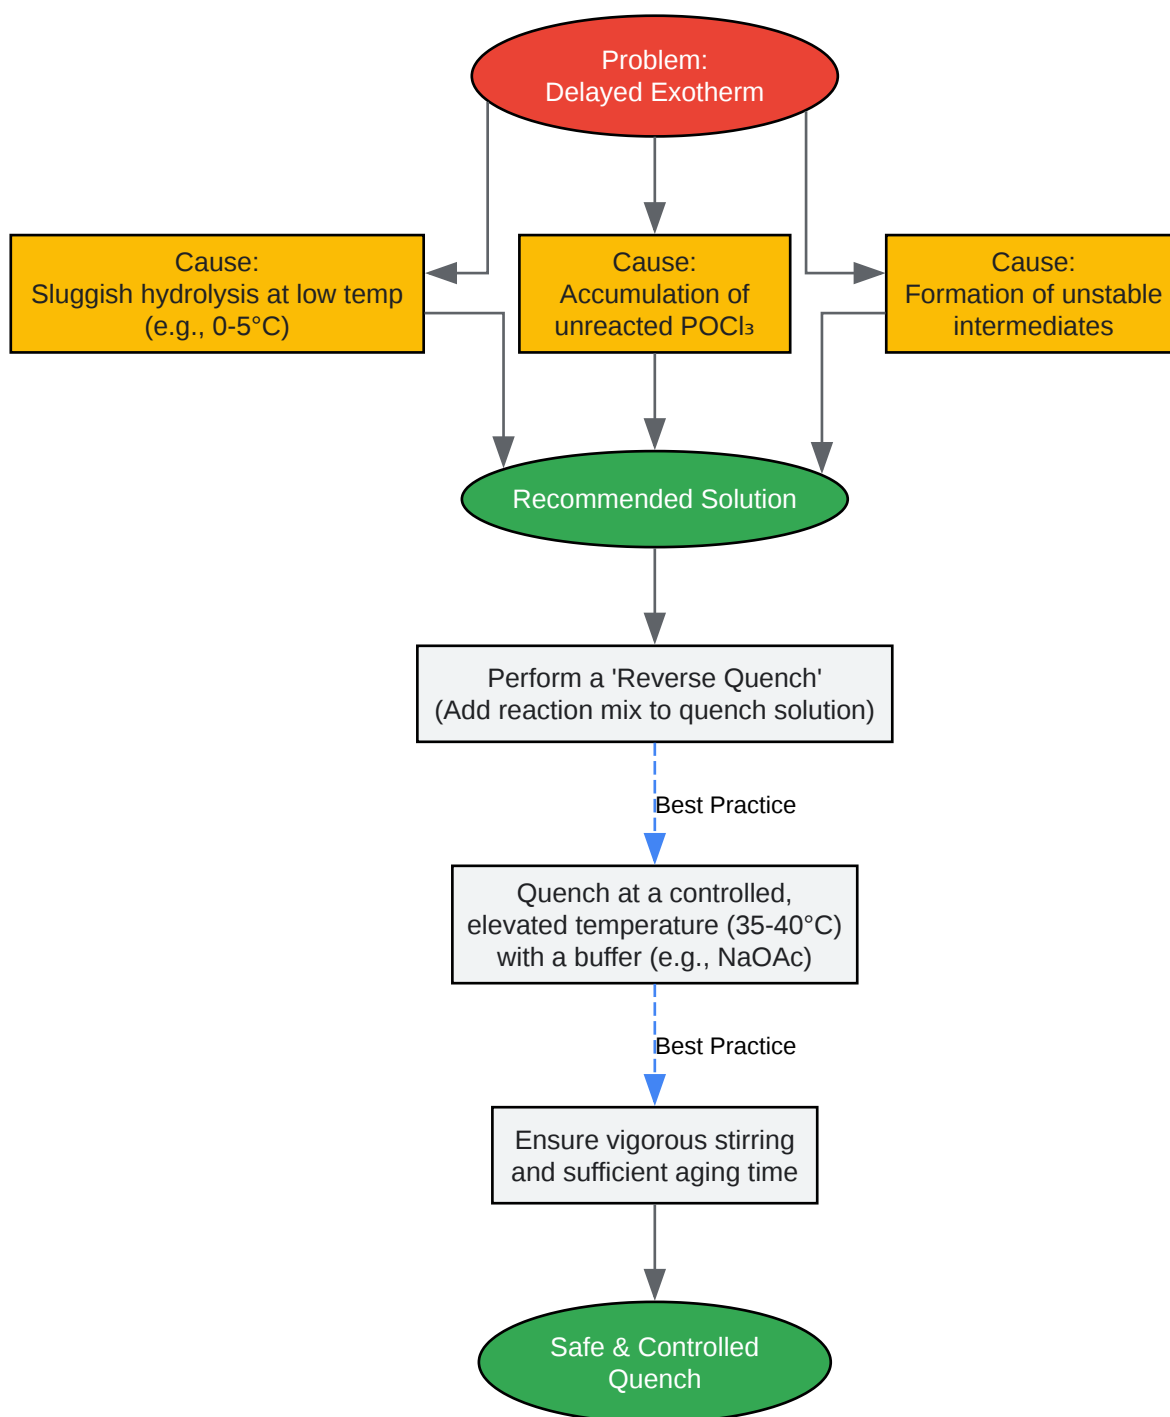 Problem:
Delayed Exotherm
Cause:
Sluggish hydrolysis at low temp
(e.g., 0-5°C)
Cause:
Accumulation of
unreacted POCl₃
Cause:
Formation of unstable
intermediates
Recommended Solution
Perform a 'Reverse Quench'
(Add reaction mix to quench solution)
Best Practice
Quench at a controlled,
elevated temperature (35-40°C)
with a buffer (e.g., NaOAc)
Best Practice
Ensure vigorous stirring
and sufficient aging time
Safe & Controlled
Quench